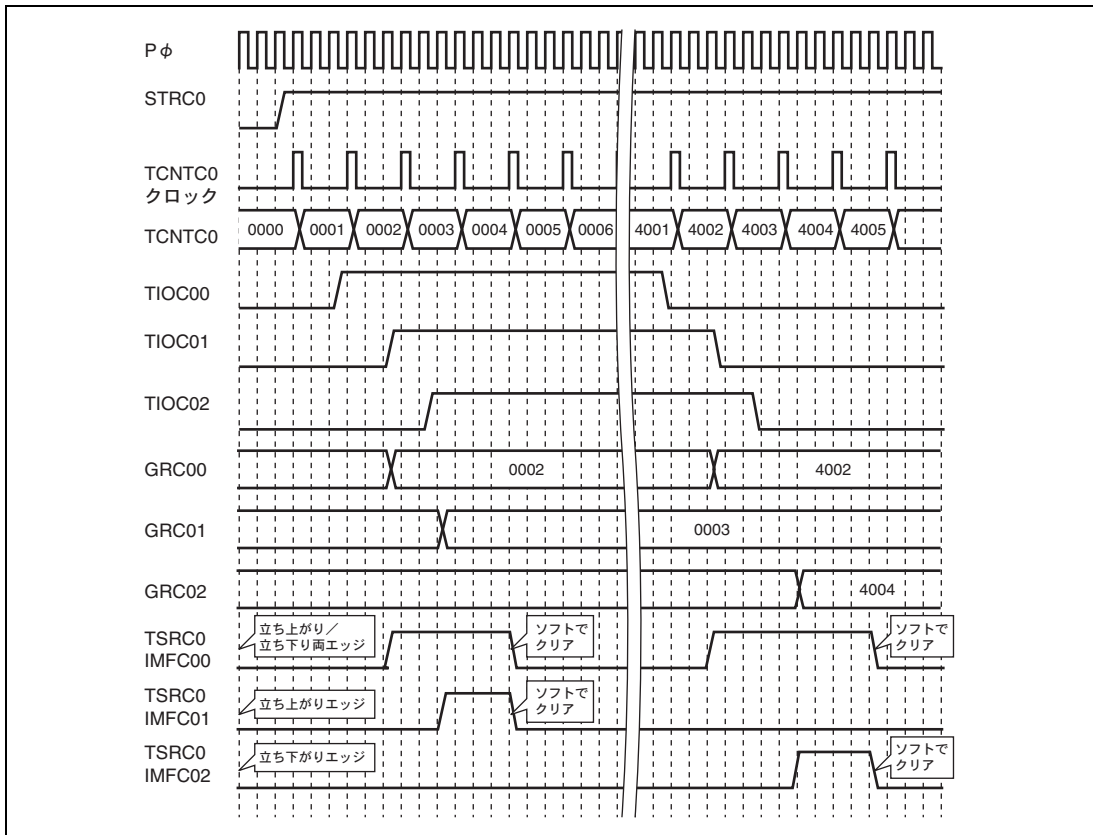 Pφ
STRC0
TCNTC0
クロック
TCNTC0 0000 0001 0002 0003 0004 0005 0006 4001 4002 4003 4004 4005
TIOC00
TIOC01
TIOC02
GRC00 0002 4002
GRC01 0003
GRC02 4004
TSRC0
IMFC00
立ち上がり／
立ち下り両エッジ
ソフトで
クリア
ソフトで
クリア
TSRC0
IMFC01
立ち上がりエッジ
ソフトで
クリア
TSRC0
IMFC02
立ち下がりエッジ
ソフトで
クリア